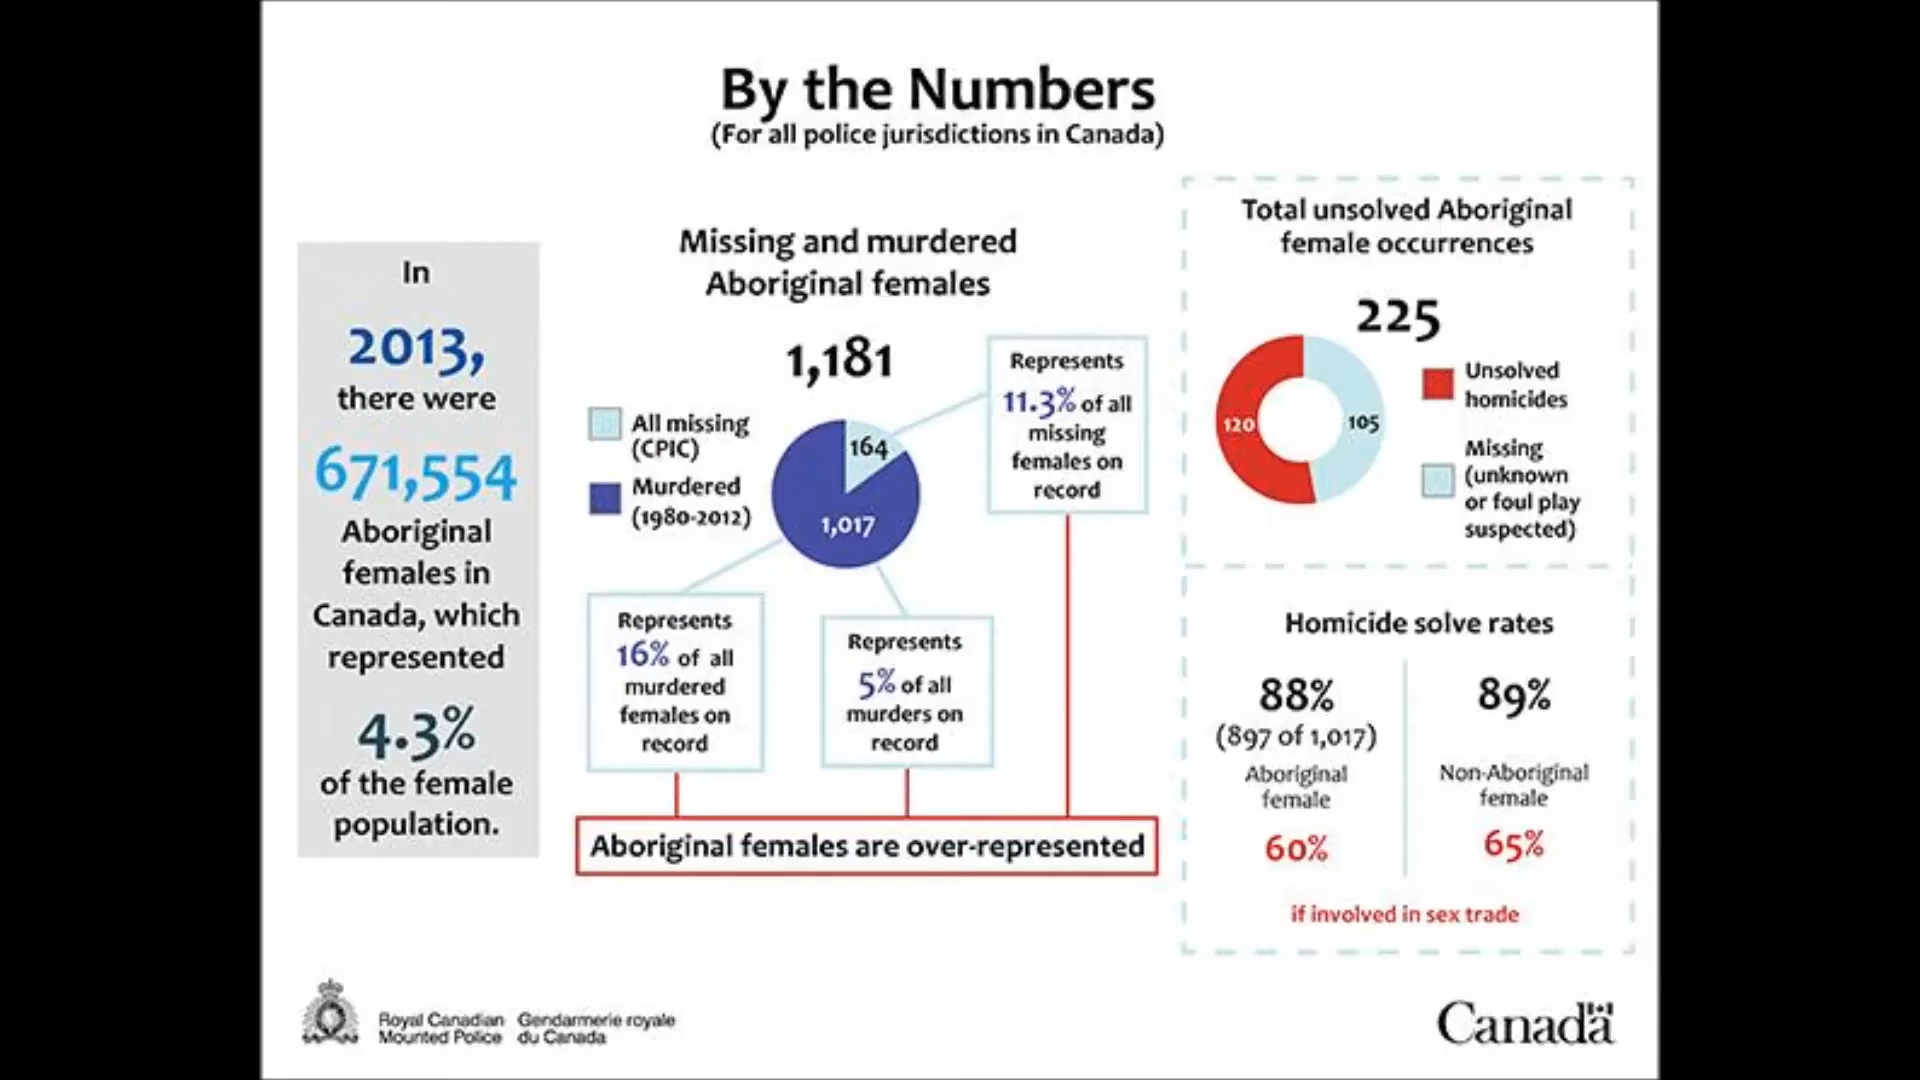 By the Numbers
(For all police jurisdictions in Canada)
In
2013,
there were
671,554
Aboriginal
females in
Canada, which
represented
4.3%
of the female
population.
Missing and murdered
Aboriginal females
1,181
All missing
(CPIC)
Murdered
(1980-2012)
164
1,017
Represents
11.3% of all
missing
females on
record
Represents
16% of all
murdered
females on
record
Represents
5% of all
murders on
record
Aboriginal females are over-represented
Total unsolved Aboriginal
female occurrences
225
120
105
Unsolved
homicides
Missing
(unknown
or foul play
suspected)
Homicide solve rates
88%
(897 of 1,017)
Aboriginal
female
60%
89%
Non-Aboriginal
female
65%
if involved in sex trade
Royal Canadian
Mounted Police
Gendarmerie royale
du Canada
Canada